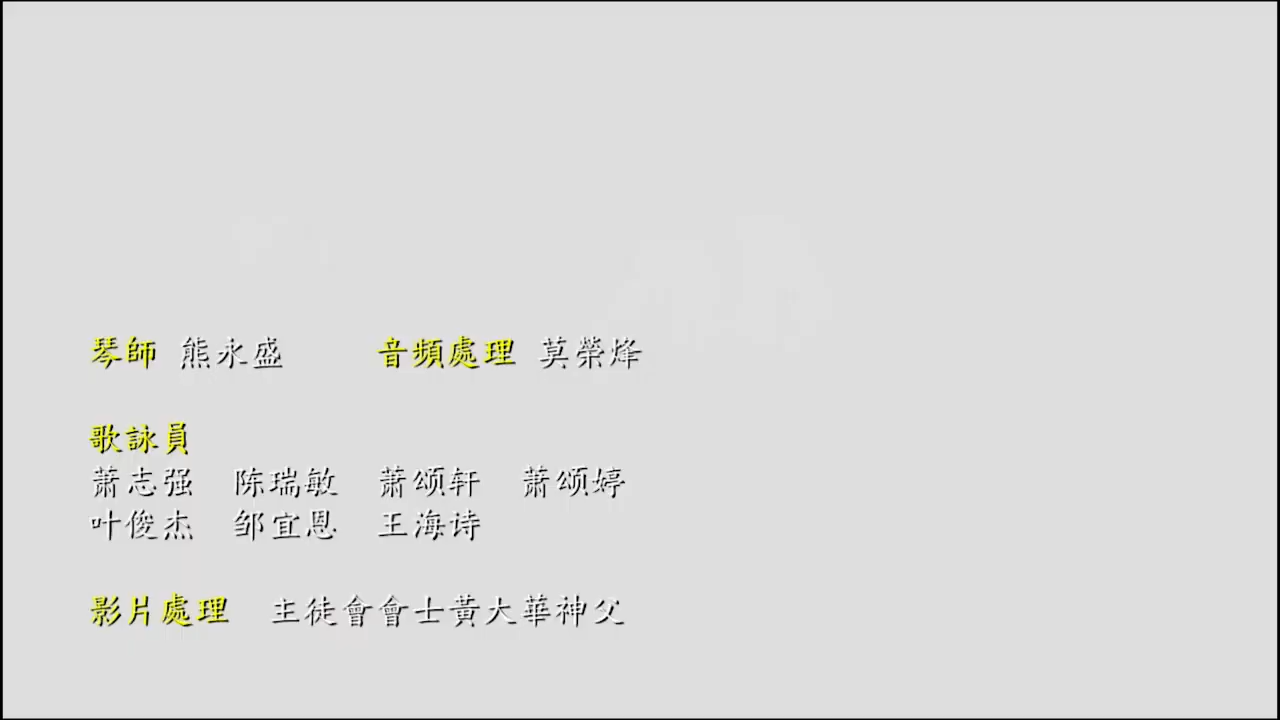 琴師 熊永盛 音頻處理 莫榮烽
歌詠員
萧志强 陈瑞敏 萧颂轩 萧颂婷
叶俊杰 邹宜恩 王海诗
影片處理 主徒會會士黃大華神父